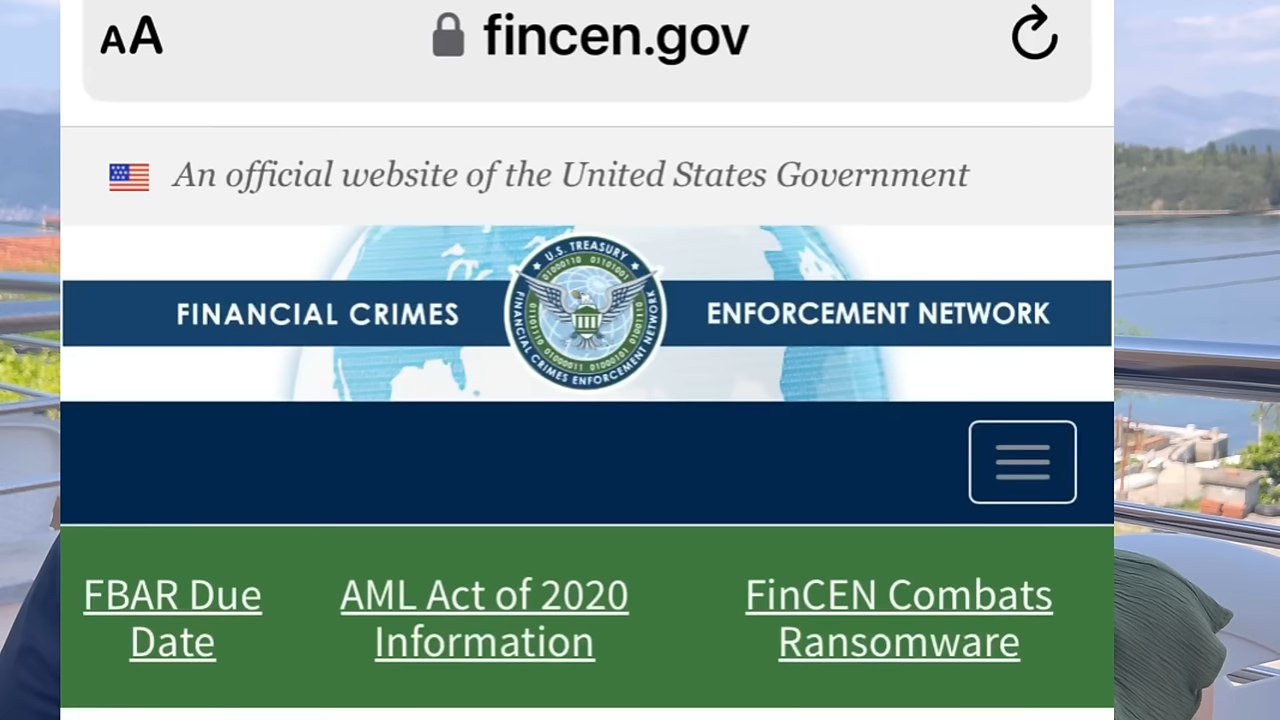 AA
fincen.gov
An official website of the United States Government
FINANCIAL CRIMES
U.S. TREASURY
FINANCIAL CRIMES ENFORCEMENT NETWORK
ENFORCEMENT NETWORK
FBAR Due
Date
AML Act of 2020
Information
FinCEN Combats
Ransomware